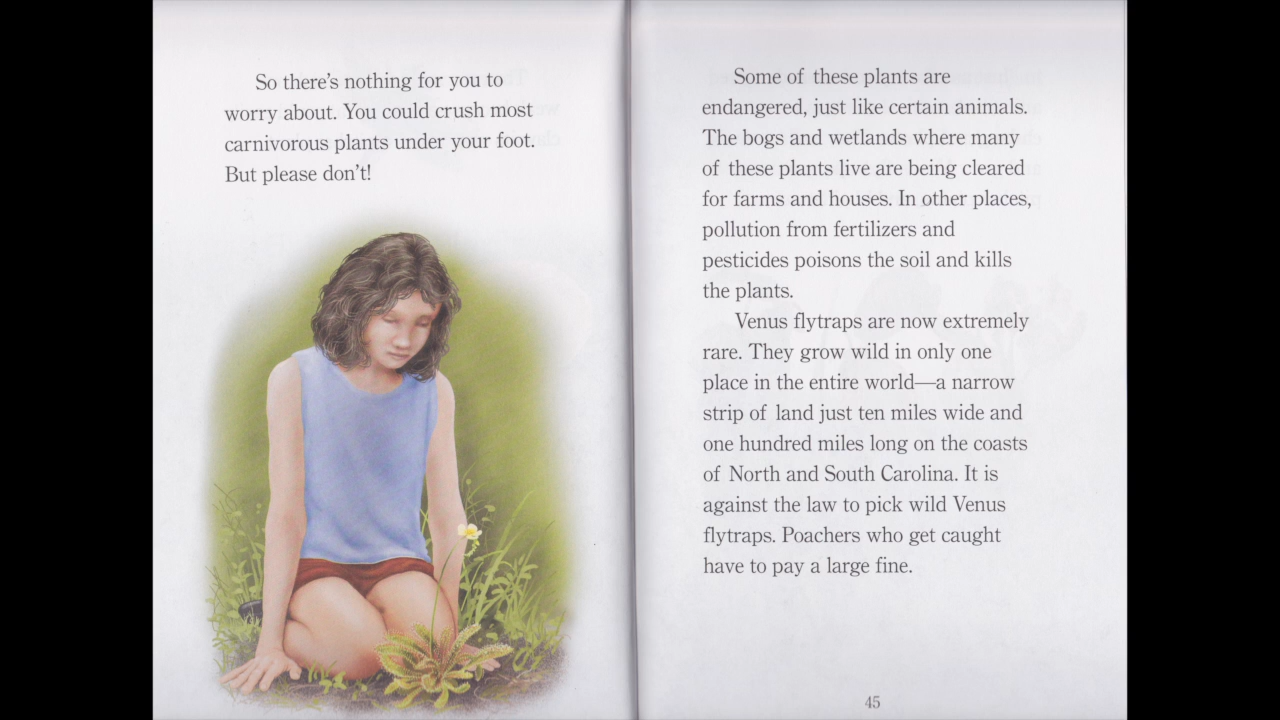 So there's nothing for you to
worry about. You could crush most
carnivorous plants under your foot.
But please don't!
Some of these plants are
endangered, just like certain animals.
The bogs and wetlands where many
of these plants live are being cleared
for farms and houses. In other places,
pollution from fertilizers and
pesticides poisons the soil and kills
the plants.
Venus flytraps are now extremely
rare. They grow wild in only one
place in the entire world—a narrow
strip of land just ten miles wide and
one hundred miles long on the coasts
of North and South Carolina. It is
against the law to pick wild Venus
flytraps. Poachers who get caught
have to pay a large fine.
45